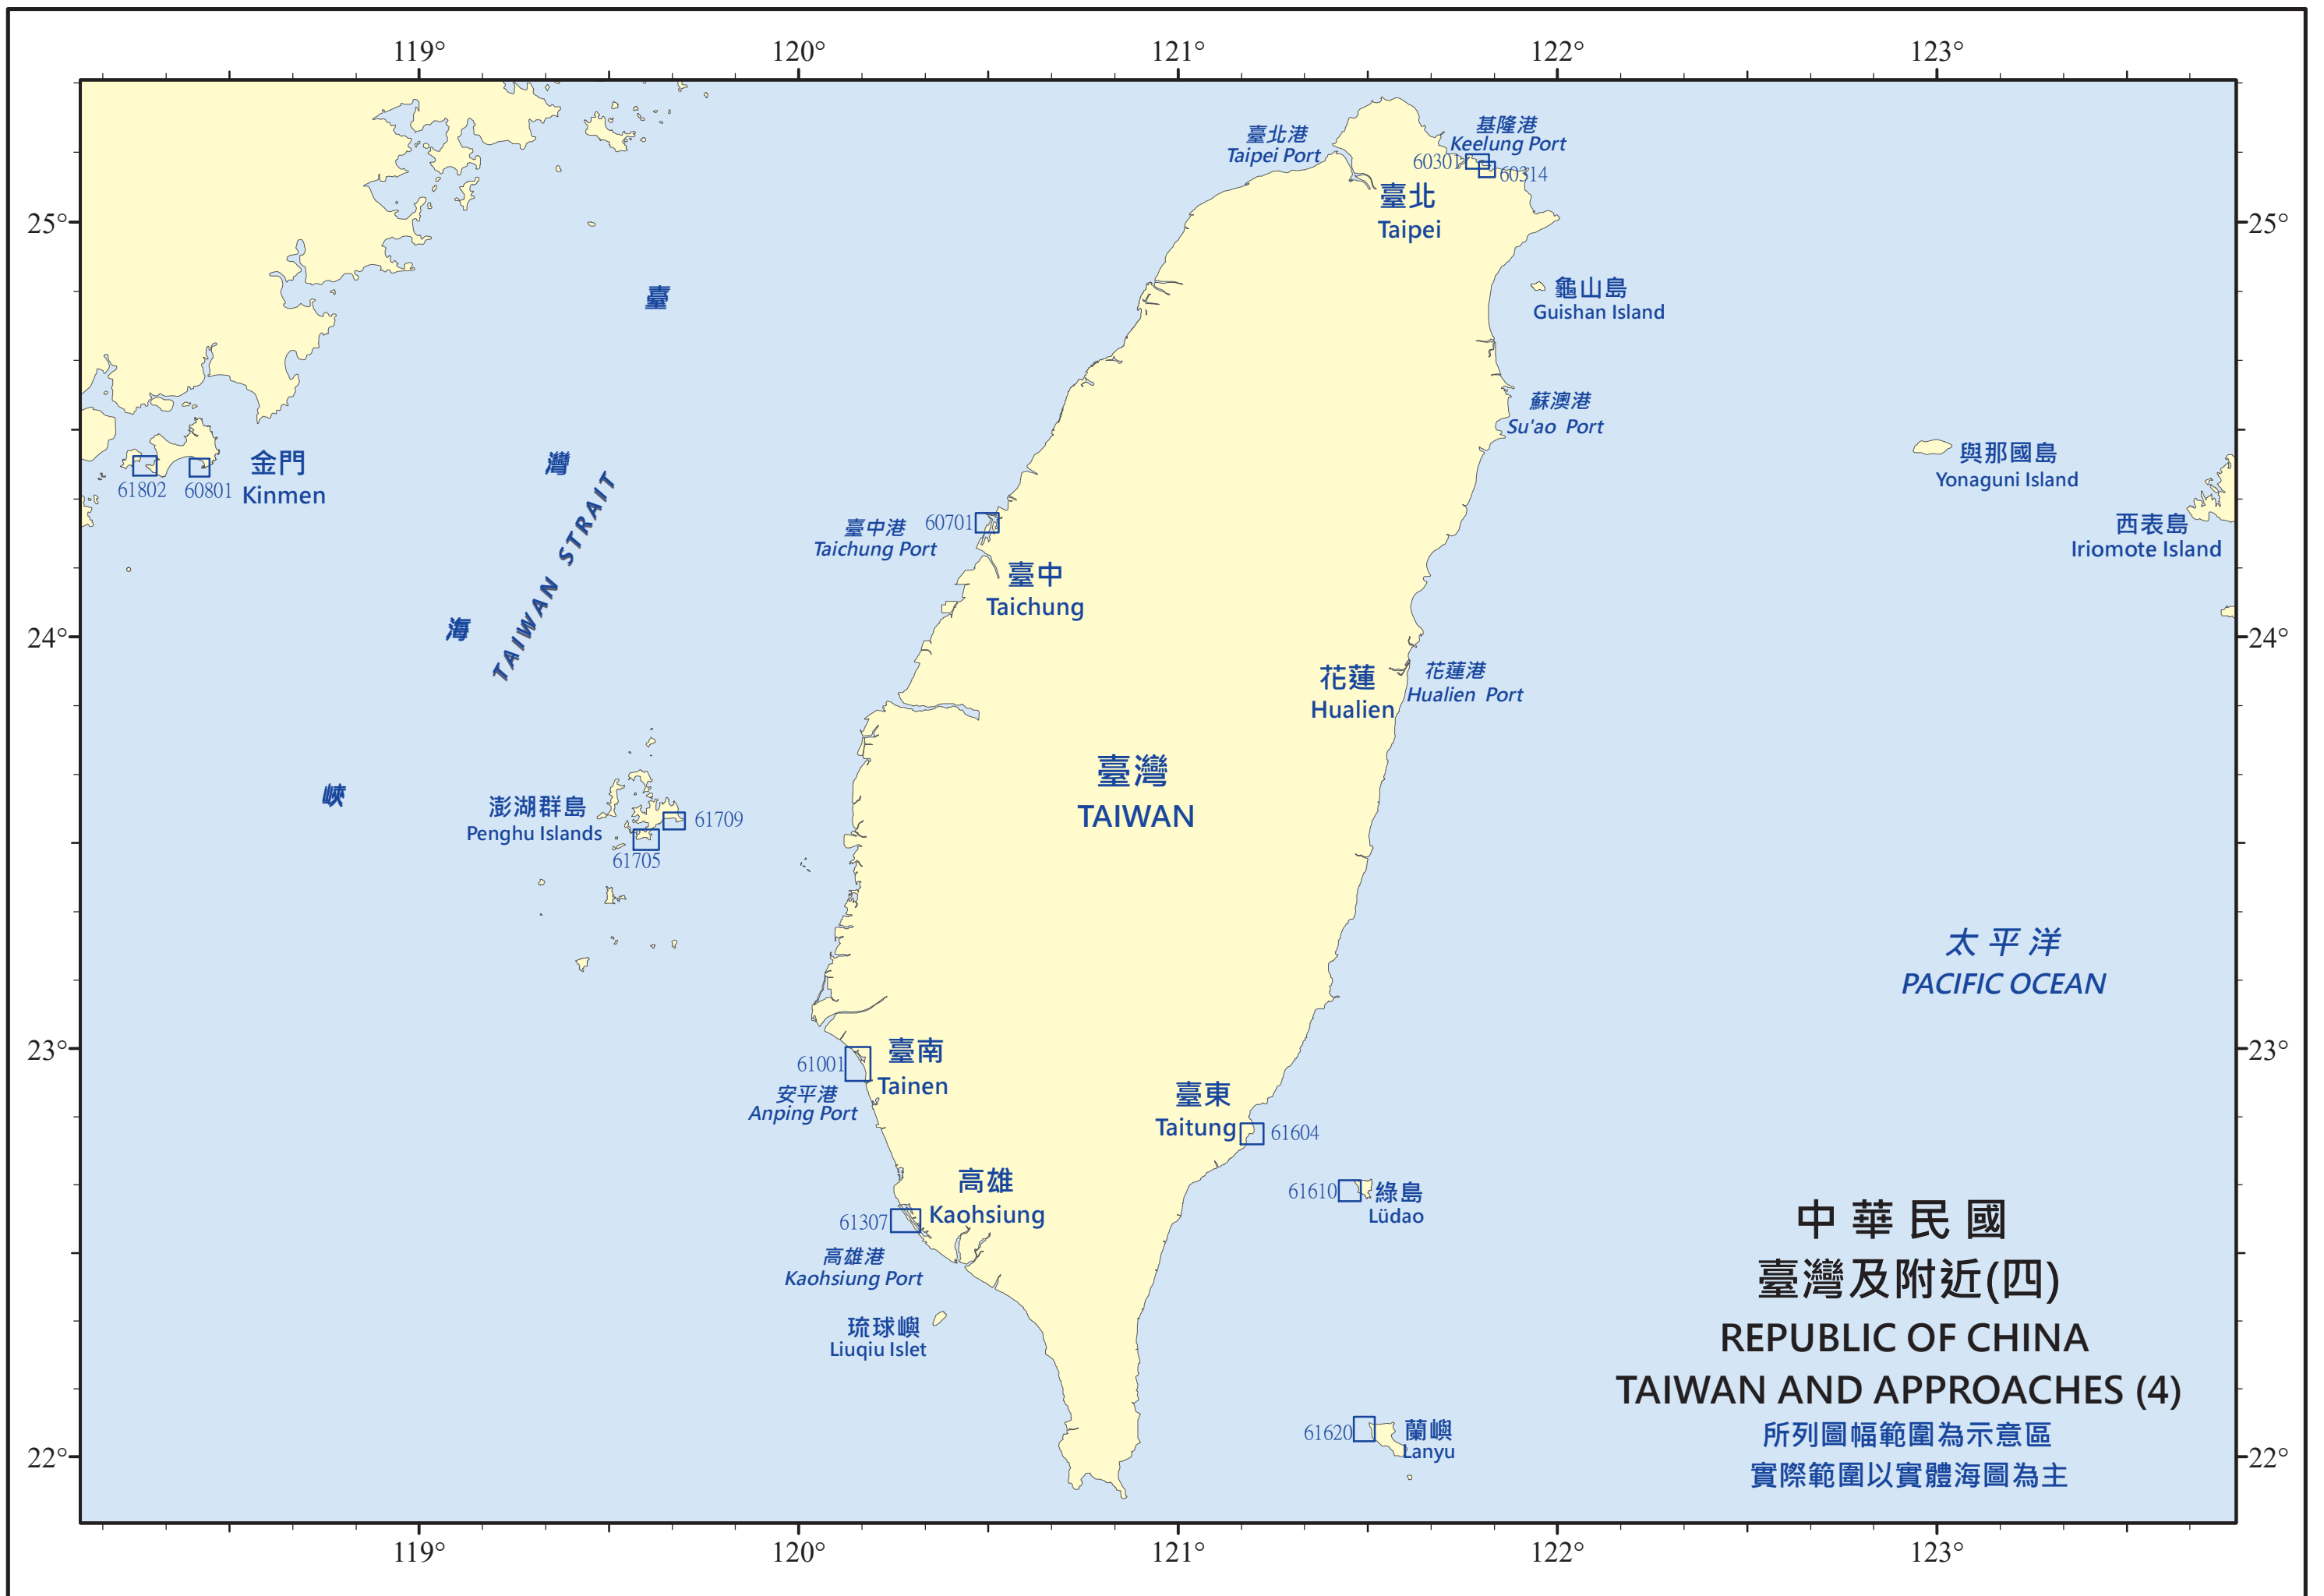 119°
120°
121°
122°
123°
臺北港
Taipei Port
基隆港
Keelung Port
60301
60314
臺北
Taipei
25°
25°
龜山島
Guishan Island
臺
灣
海
峽
TAIWAN STRAIT
蘇澳港
Su'ao Port
金門
Kinmen
61802
60801
與那國島
Yonaguni Island
西表島
Iriomote Island
臺中港
Taichung Port
60701
臺中
Taichung
24°
24°
花蓮
Hualien
花蓮港
Hualien Port
臺灣
TAIWAN
澎湖群島
Penghu Islands
61709
61705
太平洋
PACIFIC OCEAN
23°
23°
61001
臺南
Tainen
安平港
Anping Port
臺東
Taitung
61604
高雄
Kaohsiung
61307
高雄港
Kaohsiung Port
61610
綠島
Lüdao
琉球嶼
Liuqiu Islet
61620
蘭嶼
Lanyu
中華民國
臺灣及附近(四)
REPUBLIC OF CHINA
TAIWAN AND APPROACHES (4)
所列圖幅範圍為示意區
實際範圍以實體海圖為主
22°
22°
119°
120°
121°
122°
123°